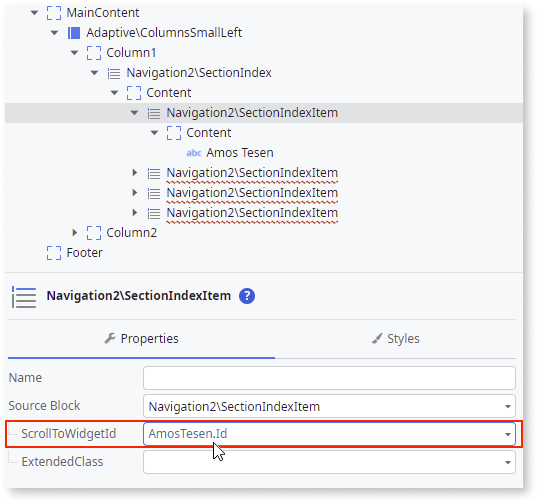 MainContent
Adaptive\ColumnsSmallLeft
Column1
Navigation2\SectionIndex
Content
Navigation2\SectionIndexItem
Content
abc Amos Tesen
Navigation2\SectionIndexItem
Navigation2\SectionIndexItem
Navigation2\SectionIndexItem
Column2
Footer
Navigation2\SectionIndexItem ?
Properties Styles
Name
Source Block Navigation2\SectionIndexItem
ScrollToWidgetId AmosTesen.Id
ExtendedClass